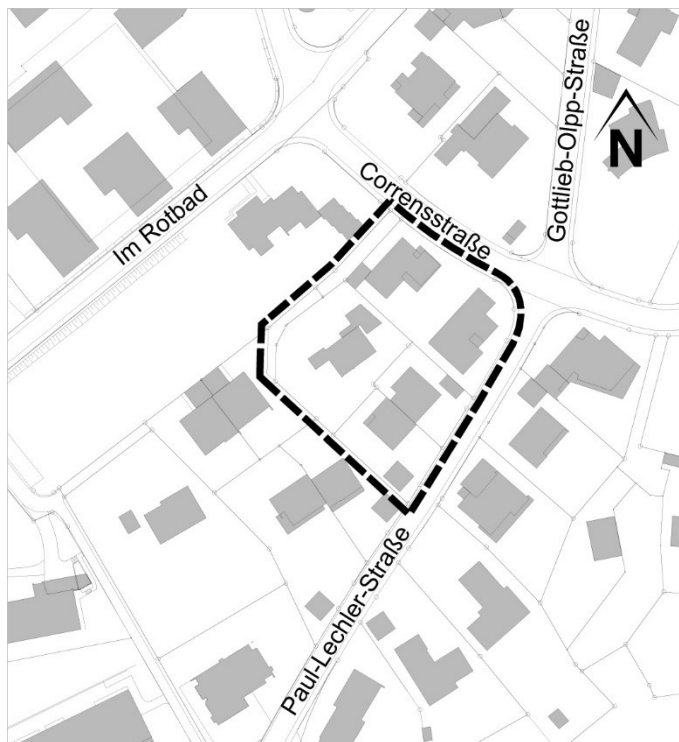 Gottlieb-Olpp-Straße
N
Corrensstraße
Im Rotbad
Paul-Lechler-Straße